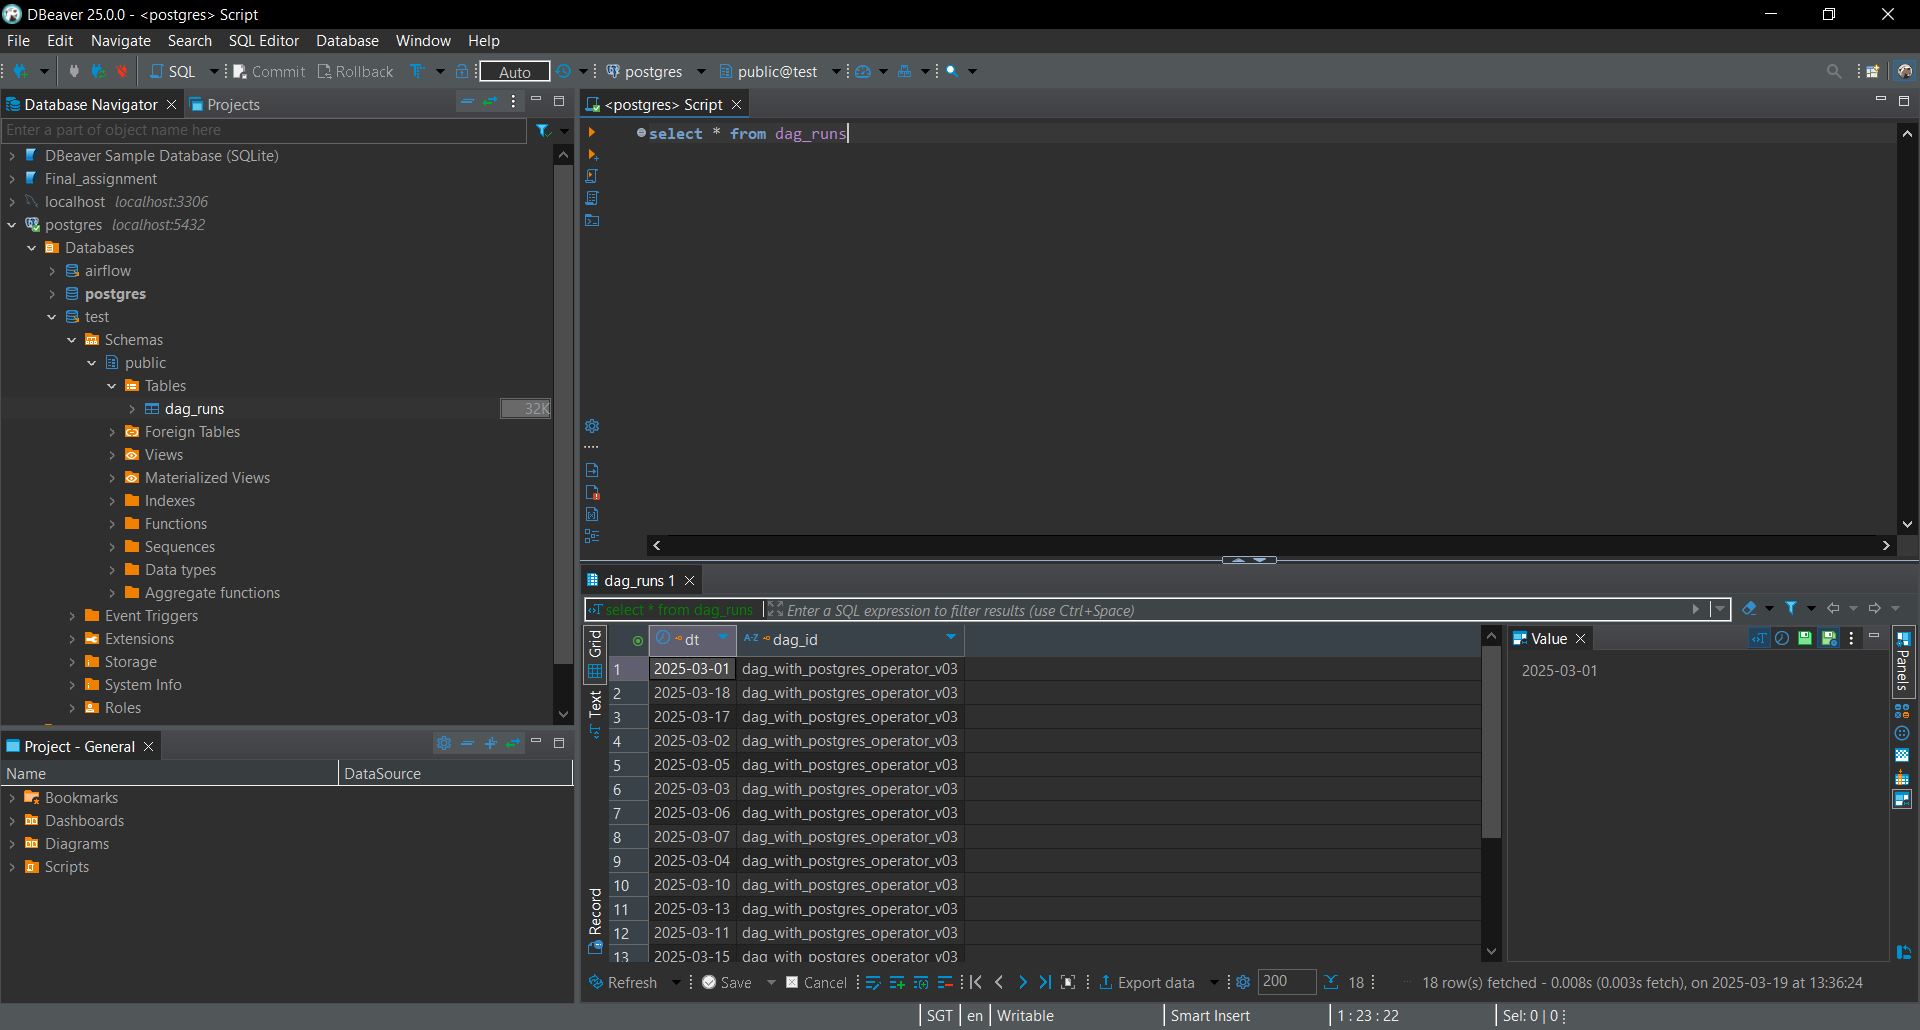 DBeaver 25.0.0 - <postgres> Script
File Edit Navigate Search SQL Editor Database Window Help
SQL Commit Rollback Auto postgres public@test
Database Navigator Projects
Enter a part of object name here
DBeaver Sample Database (SQLite)
Final_assignment
localhost localhost:3306
postgres localhost:5432
Databases
airflow
postgres
test
Schemas
public
Tables
dag_runs 32K
Foreign Tables
Views
Materialized Views
Indexes
Functions
Sequences
Data types
Aggregate functions
Event Triggers
Extensions
Storage
System Info
Roles
Project - General
Name DataSource
Bookmarks
Dashboards
Diagrams
Scripts
<postgres> Script
select * from dag_runs
dag_runs 1
select * from dag_runs Enter a SQL expression to filter results (use Ctrl+Space)
Grid
Text
Record
dt A-Z dag_id
1 2025-03-01 dag_with_postgres_operator_v03
2 2025-03-18 dag_with_postgres_operator_v03
3 2025-03-17 dag_with_postgres_operator_v03
4 2025-03-02 dag_with_postgres_operator_v03
5 2025-03-05 dag_with_postgres_operator_v03
6 2025-03-03 dag_with_postgres_operator_v03
7 2025-03-06 dag_with_postgres_operator_v03
8 2025-03-07 dag_with_postgres_operator_v03
9 2025-03-04 dag_with_postgres_operator_v03
10 2025-03-10 dag_with_postgres_operator_v03
11 2025-03-13 dag_with_postgres_operator_v03
12 2025-03-11 dag_with_postgres_operator_v03
13 2025-03-15 dag_with_postgres_operator_v03
Value
2025-03-01
Panels
Refresh Save Cancel Export data 200 18 18 row(s) fetched - 0.008s (0.003s fetch), on 2025-03-19 at 13:36:24
SGT en Writable Smart Insert 1 : 23 : 22 Sel: 0 | 0